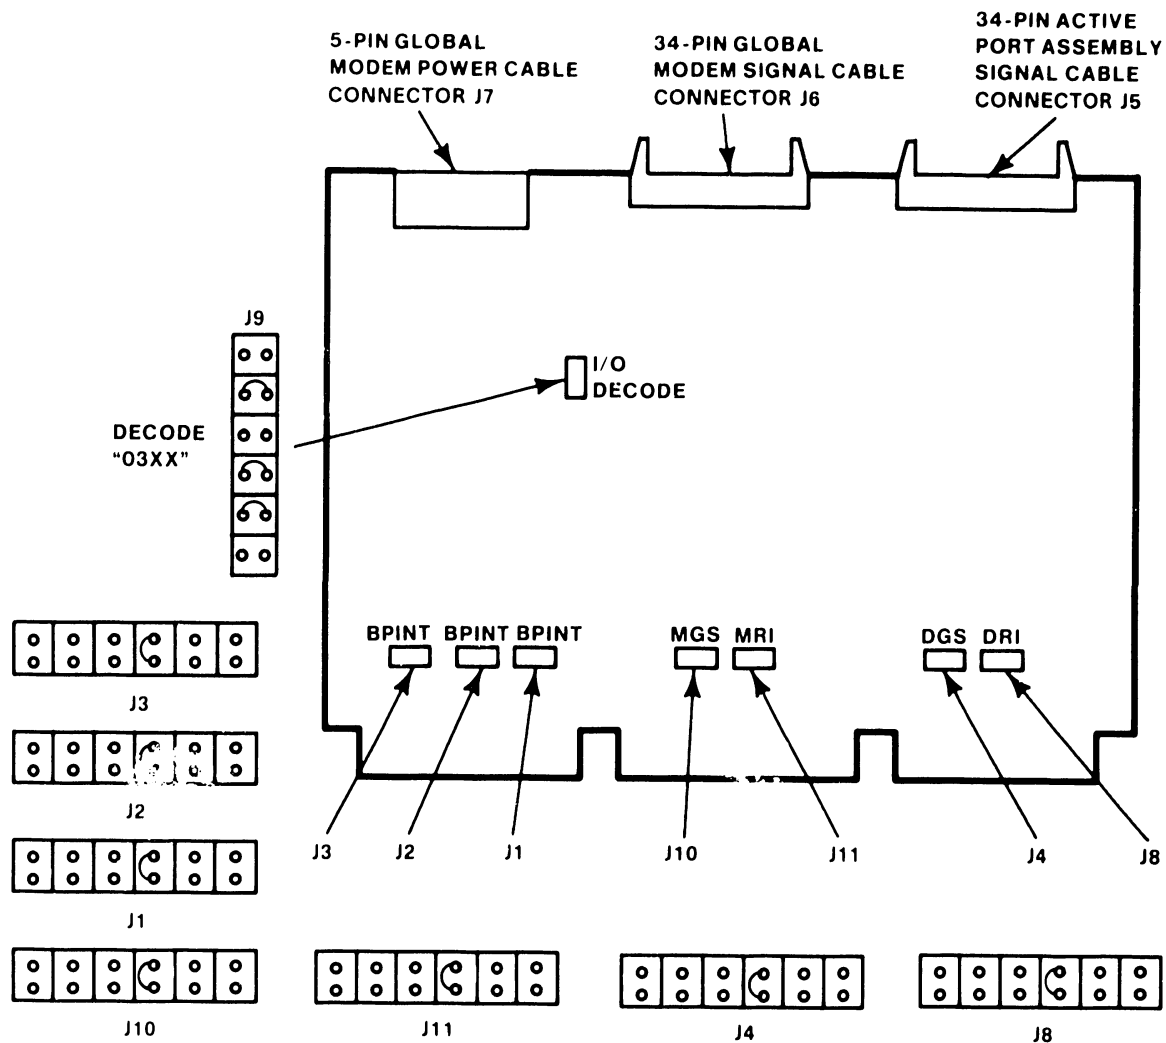 5-PIN GLOBAL
MODEM POWER CABLE
CONNECTOR J7
34-PIN GLOBAL
MODEM SIGNAL CABLE
CONNECTOR J6
34-PIN ACTIVE
PORT ASSEMBLY
SIGNAL CABLE
CONNECTOR J5
J9
I/O
DECODE
DECODE
“03XX”
BPINT BPINT BPINT
MGS MRI
DGS DRI
J3
J2
J1
J3 J2 J1 J10 J11 J4 J8
J10 J11 J4 J8